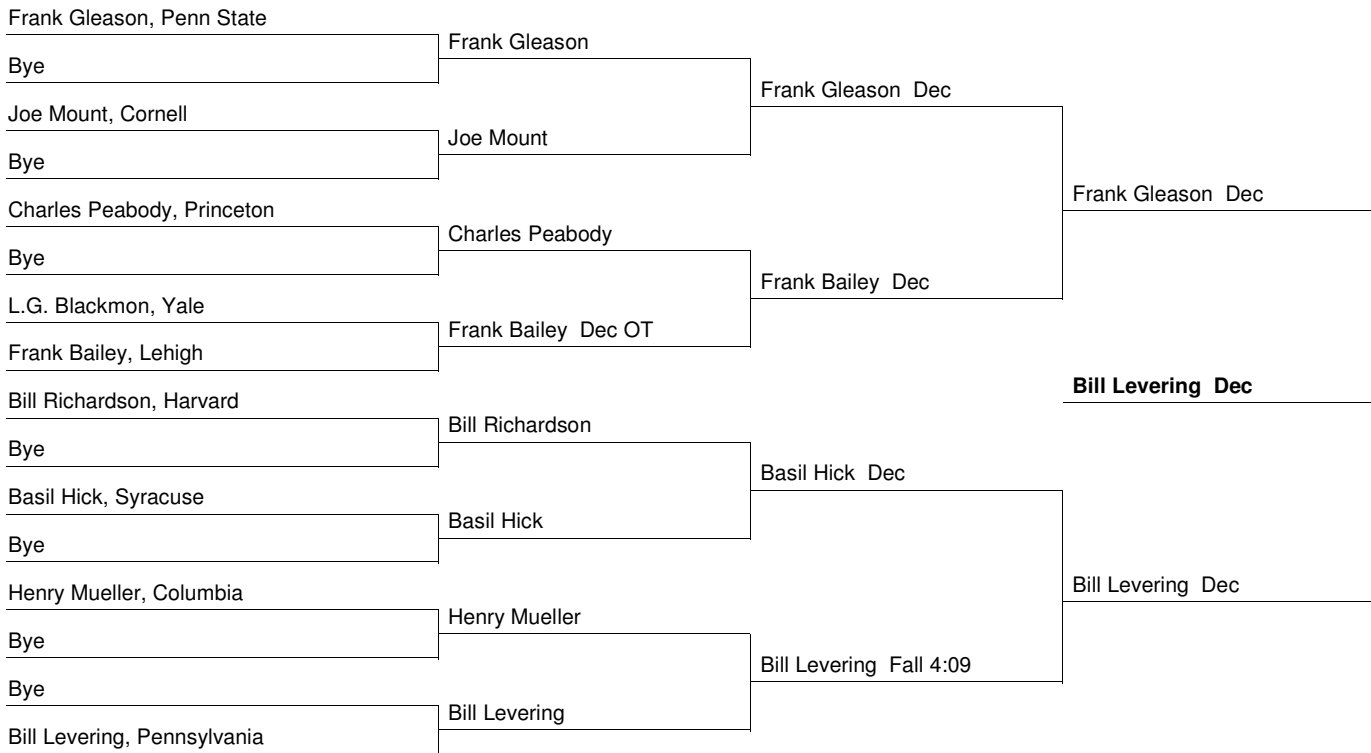 Frank Gleason, Penn State
Bye
Joe Mount, Cornell
Bye
Charles Peabody, Princeton
Bye
L.G. Blackmon, Yale
Frank Bailey, Lehigh
Bill Richardson, Harvard
Bye
Basil Hick, Syracuse
Bye
Henry Mueller, Columbia
Bye
Bye
Bill Levering, Pennsylvania
Frank Gleason
Joe Mount
Charles Peabody
Frank Bailey Dec OT
Bill Richardson
Basil Hick
Henry Mueller
Bill Levering
Frank Gleason Dec
Frank Bailey Dec
Basil Hick Dec
Bill Levering Fall 4:09
Frank Gleason Dec
Bill Levering Dec
Bill Levering Dec